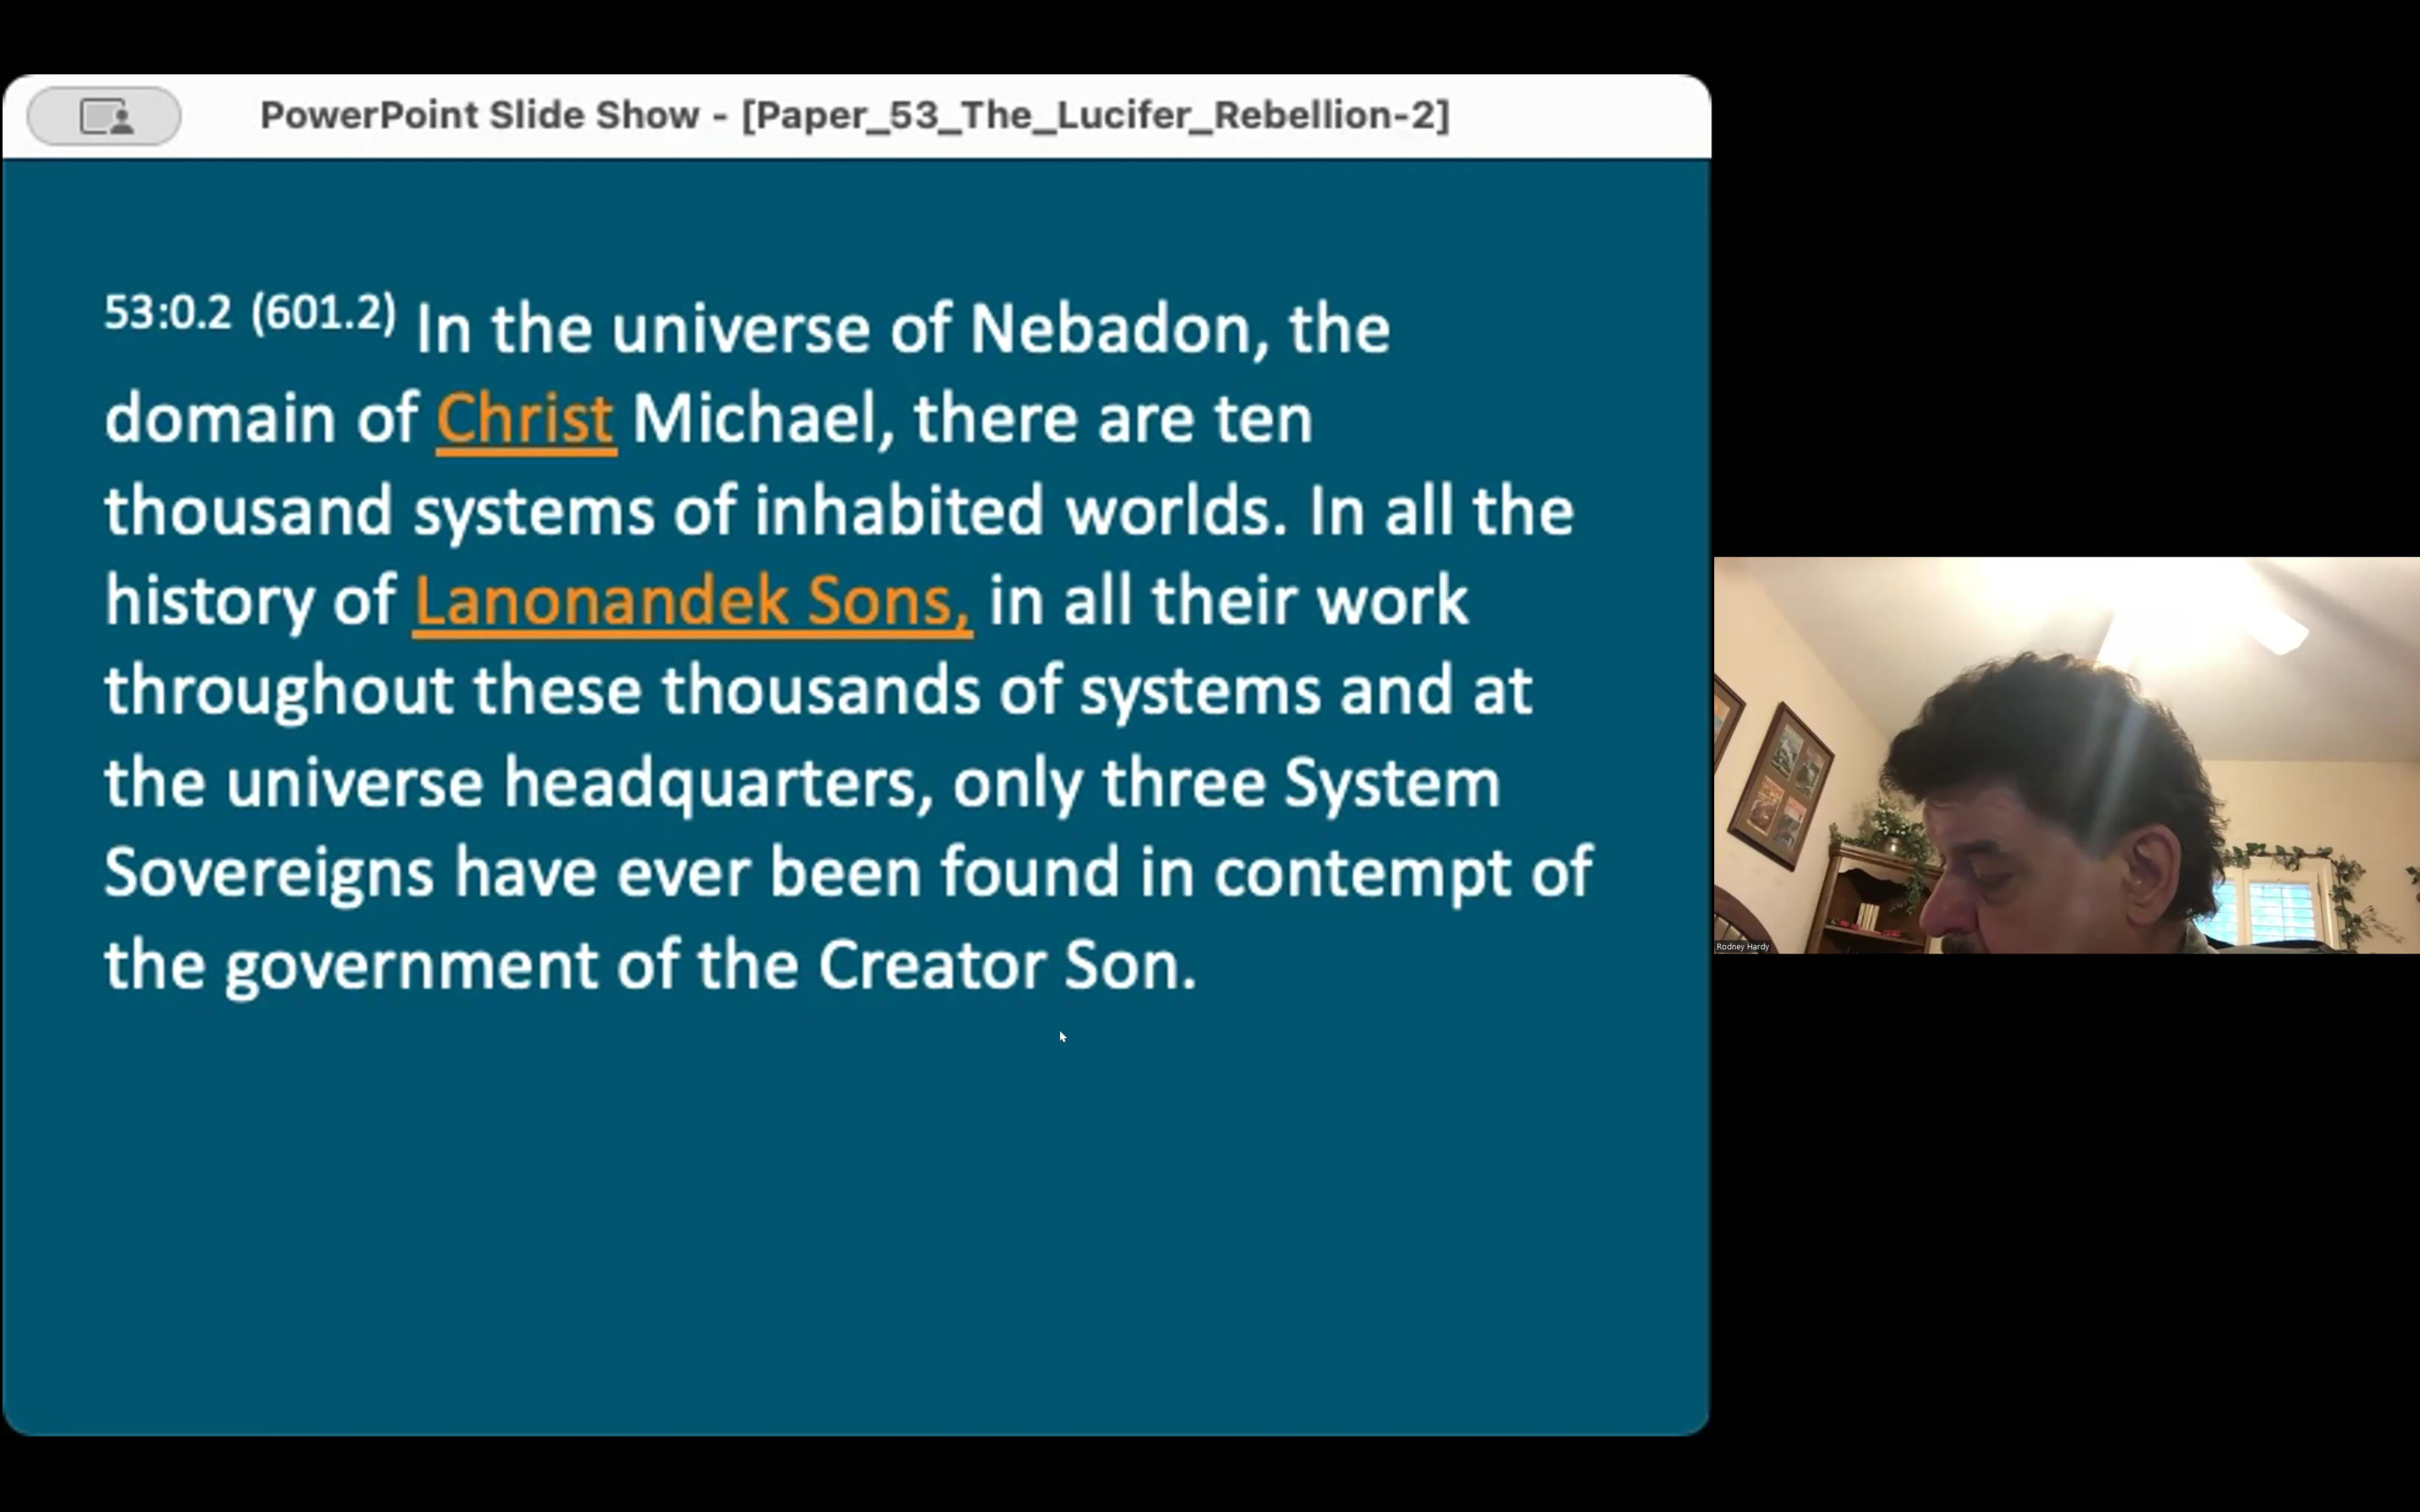 PowerPoint Slide Show - [Paper_53_The_Lucifer_Rebellion-2]
53:0.2 (601.2) In the universe of Nebadon, the
domain of Christ Michael, there are ten
thousand systems of inhabited worlds. In all the
history of Lanonandek Sons, in all their work
throughout these thousands of systems and at
the universe headquarters, only three System
Sovereigns have ever been found in contempt of
the government of the Creator Son.
Rodney Hardy